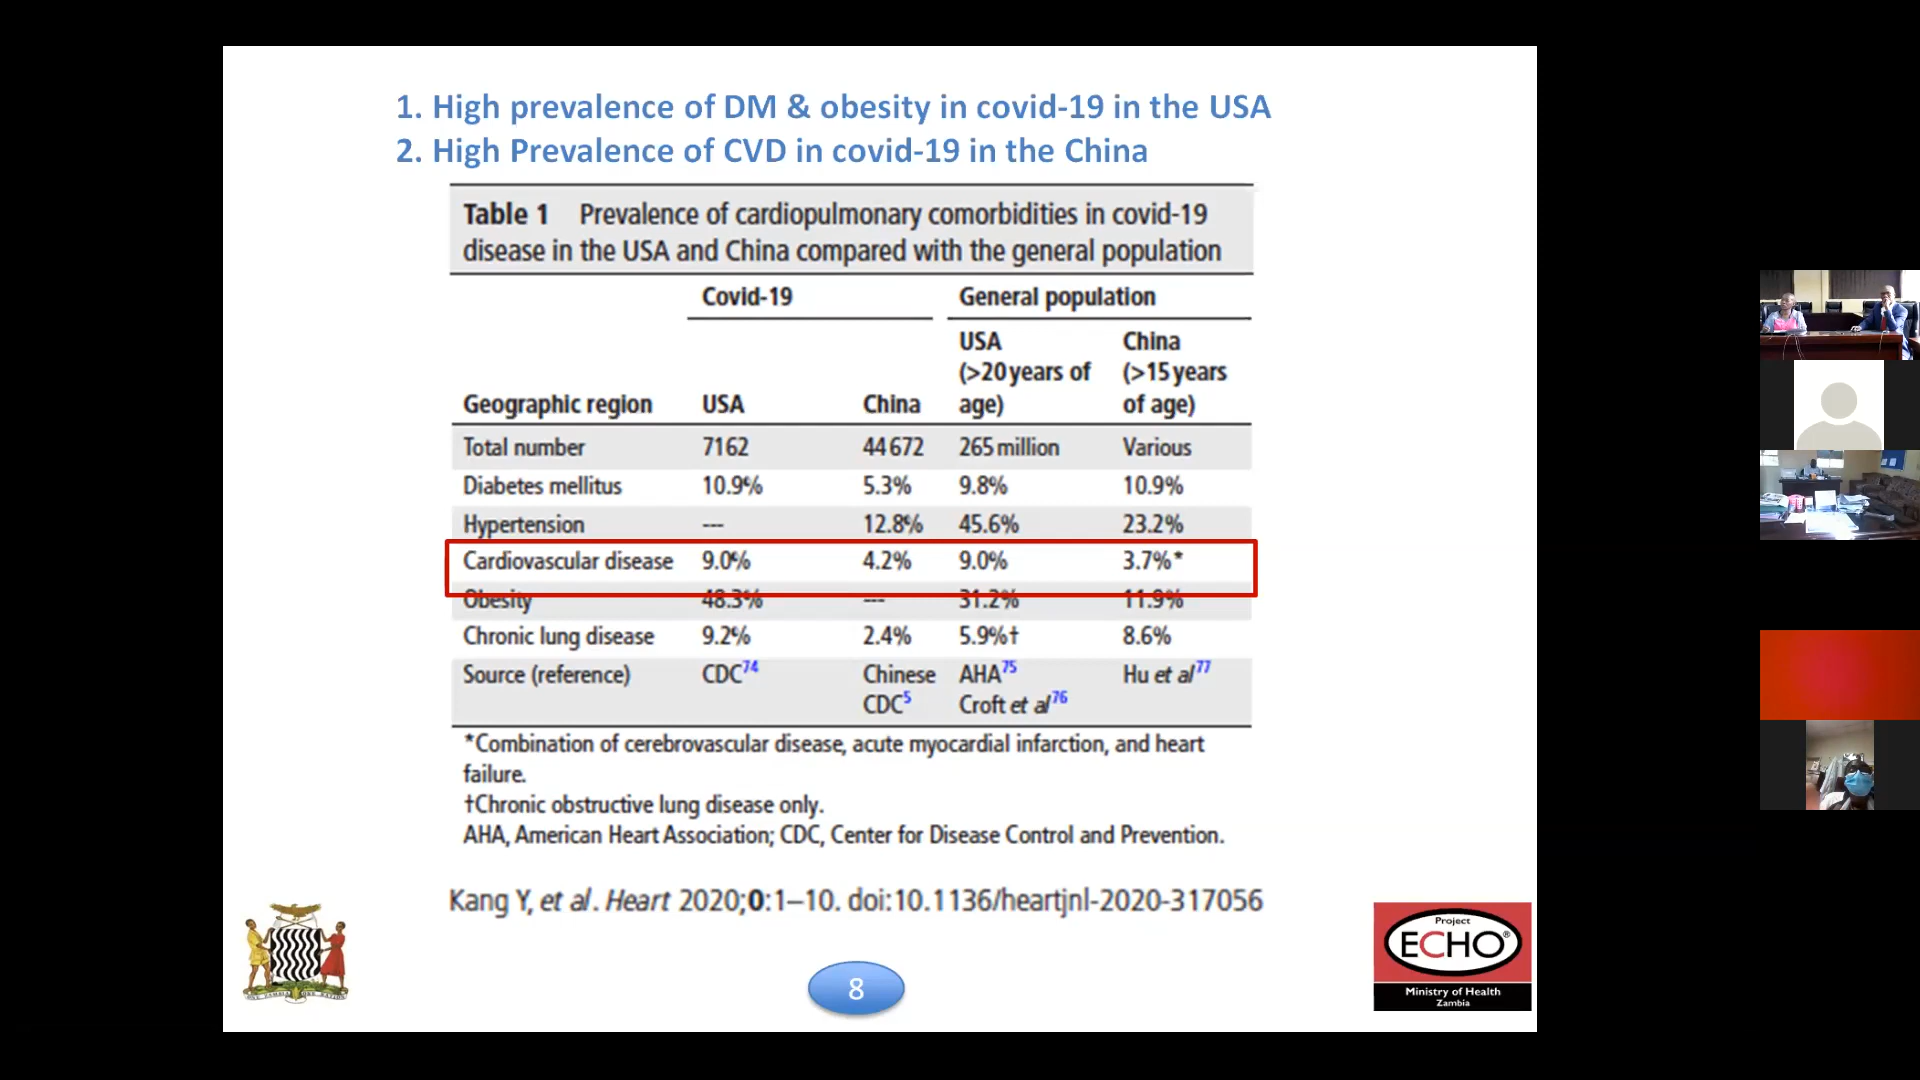 1. High prevalence of DM & obesity in covid-19 in the USA
2. High Prevalence of CVD in covid-19 in the China
Table 1 Prevalence of cardiopulmonary comorbidities in covid-19
disease in the USA and China compared with the general population
Covid-19 General population
USA China
(>20 years of (>15 years
Geographic region USA China age) of age)
Total number 7162 44 672 265 million Various
Diabetes mellitus 10.9% 5.3% 9.8% 10.9%
Hypertension --- 12.8% 45.6% 23.2%
Cardiovascular disease 9.0% 4.2% 9.0% 3.7%*
Obesity 48.3% --- 31.2% 11.9%
Chronic lung disease 9.2% 2.4% 5.9%† 8.6%
Source (reference) CDC74 Chinese AHA75 Hu et al77
CDC5 Croft et al76
*Combination of cerebrovascular disease, acute myocardial infarction, and heart
failure.
†Chronic obstructive lung disease only.
AHA, American Heart Association; CDC, Center for Disease Control and Prevention.
Kang Y, et al. Heart 2020;0:1–10. doi:10.1136/heartjnl-2020-317056
ONE ZAMBIA ONE NATION
8
Project
ECHO®
Ministry of Health
Zambia